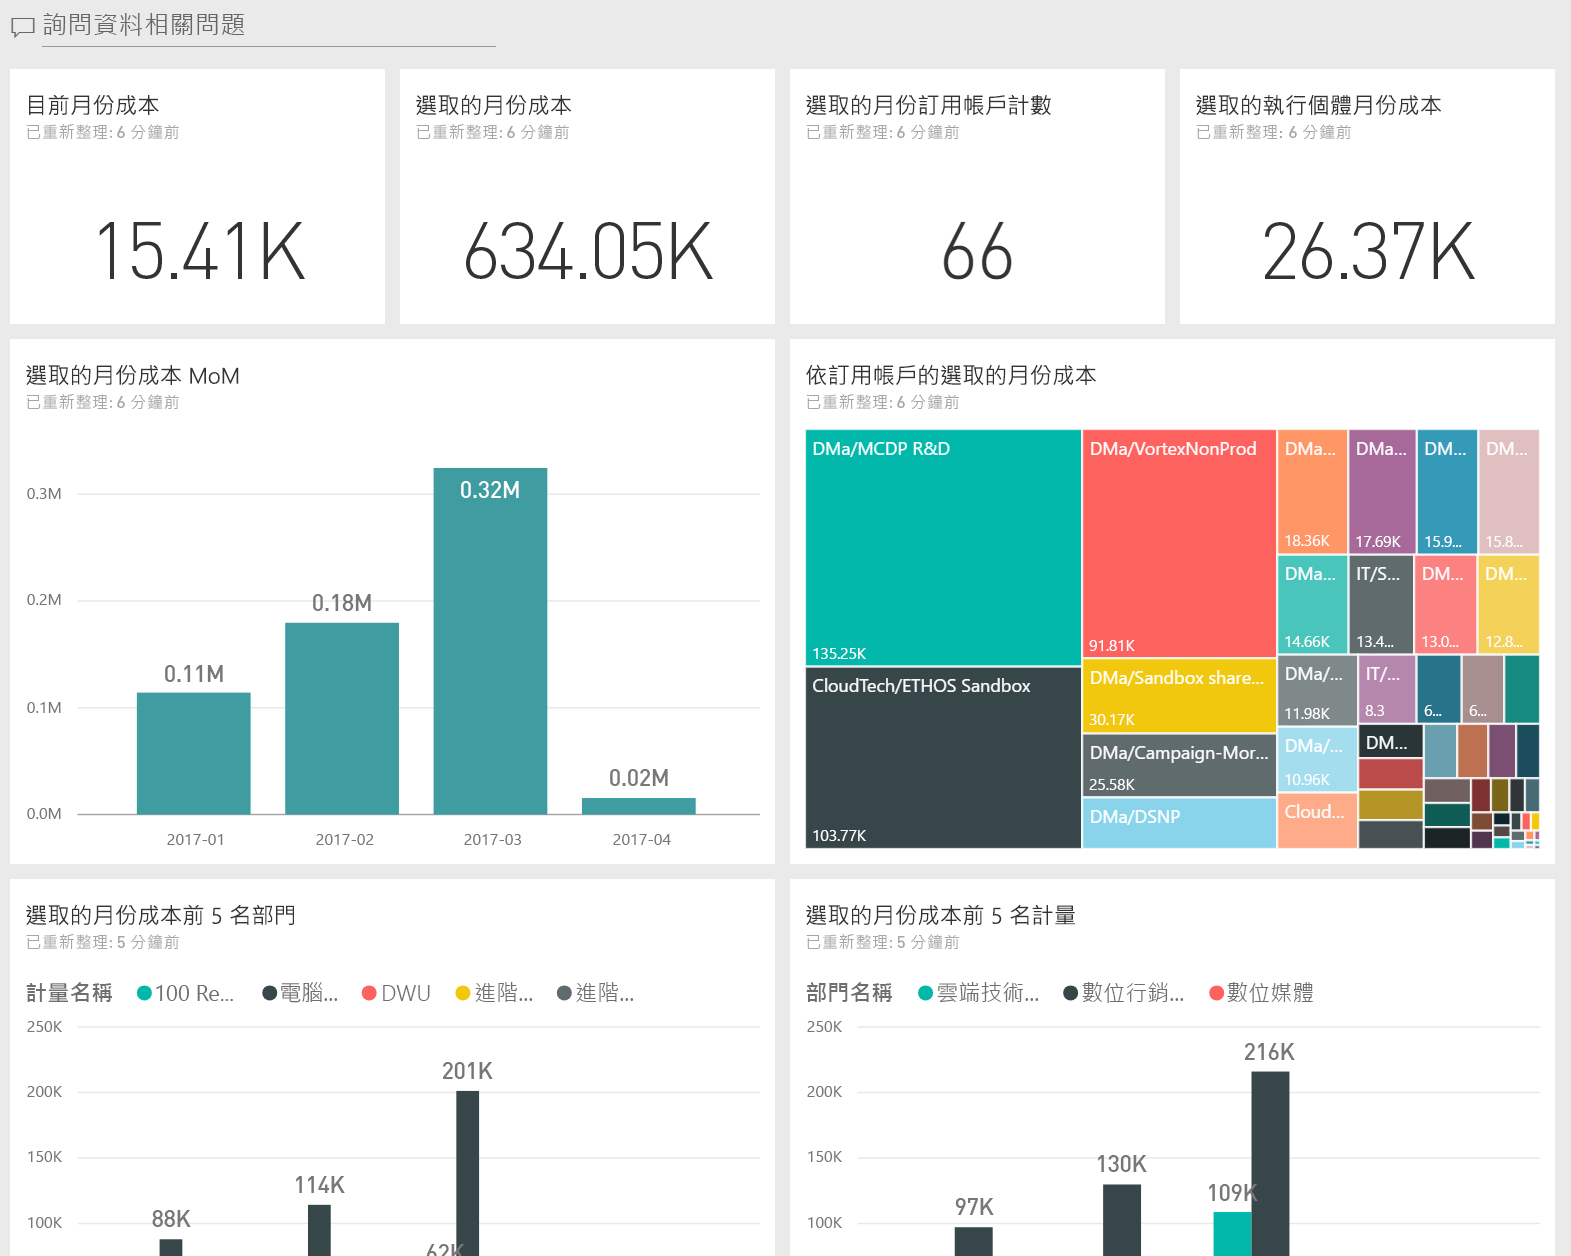 詢問資料相關問題
目前月份成本
已重新整理: 6 分鐘前
15.41K
選取的月份成本
已重新整理: 6 分鐘前
634.05K
選取的月份訂用帳戶計數
已重新整理: 6 分鐘前
66
選取的執行個體月份成本
已重新整理: 6 分鐘前
26.37K
選取的月份成本 MoM
已重新整理: 6 分鐘前
0.3M
0.2M
0.1M
0.0M
0.11M
0.18M
0.32M
0.02M
2017-01
2017-02
2017-03
2017-04
依訂用帳戶的選取的月份成本
已重新整理: 6 分鐘前
DMa/MCDP R&D
135.25K
CloudTech/ETHOS Sandbox
103.77K
DMa/VortexNonProd
91.81K
DMa/Sandbox share...
30.17K
DMa/Campaign-Mor...
25.58K
DMa/DSNP
DMa...
18.36K
DMa...
17.69K
DM...
15.9...
DM...
15.8...
DMa...
14.66K
IT/S...
13.4...
DM...
13.0...
DM...
12.8...
DMa/...
11.98K
IT/...
8.3
6...
6...
DMa/...
10.96K
DM...
Cloud...
選取的月份成本前 5 名部門
已重新整理: 5 分鐘前
計量名稱 100 Re... 電腦... DWU 進階... 進階...
250K
200K
150K
100K
88K
114K
201K
62K
選取的月份成本前 5 名計量
已重新整理: 5 分鐘前
部門名稱 雲端技術... 數位行銷... 數位媒體
250K
200K
150K
100K
97K
130K
109K
216K